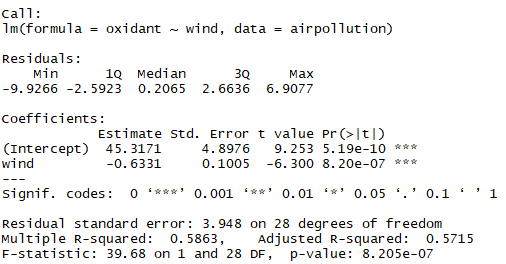 Call:
lm(formula = oxidant ~ wind, data = airpollution)
Residuals:
Min 1Q Median 3Q Max
-9.9266 -2.5923 0.2065 2.6636 6.9077
Coefficients:
Estimate Std. Error t value Pr(>|t|)
(Intercept) 45.3171 4.8976 9.253 5.19e-10 ***
wind -0.6331 0.1005 -6.300 8.20e-07 ***
---
Signif. codes: 0 ‘***’ 0.001 ‘**’ 0.01 ‘*’ 0.05 ‘.’ 0.1 ‘ ’ 1
Residual standard error: 3.948 on 28 degrees of freedom
Multiple R-squared: 0.5863, Adjusted R-squared: 0.5715
F-statistic: 39.68 on 1 and 28 DF, p-value: 8.205e-07